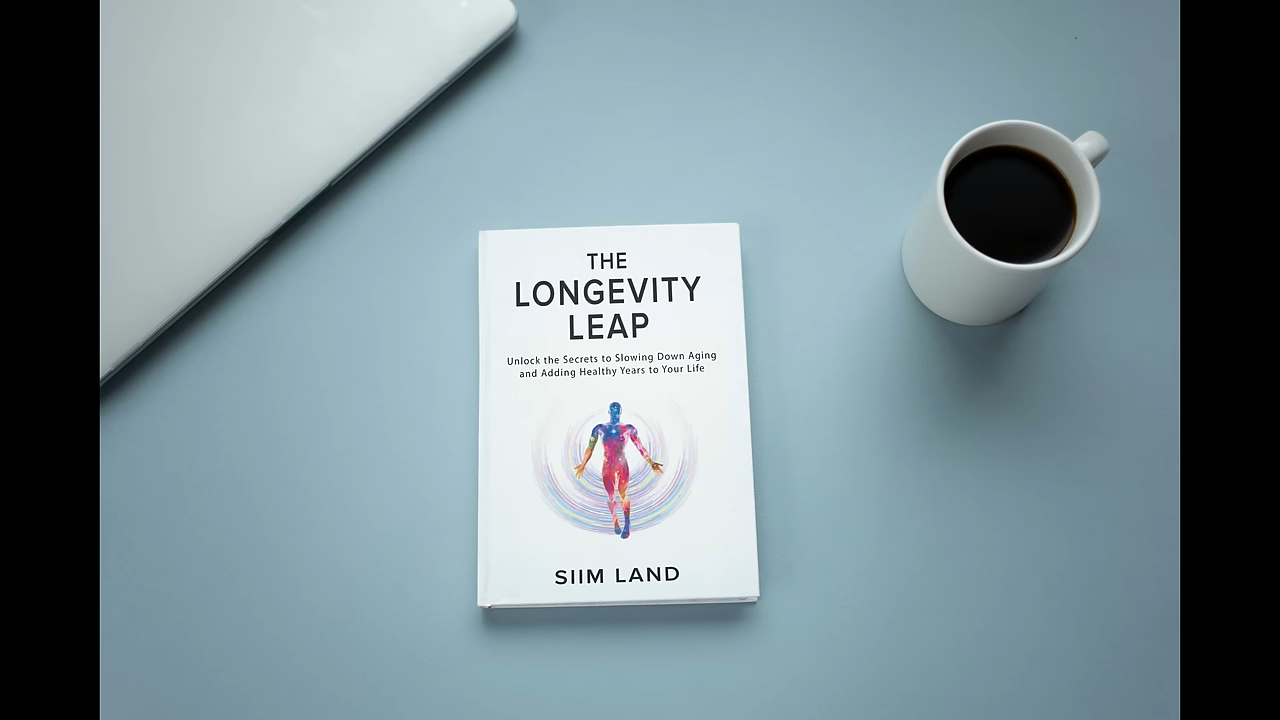 THE
LONGEVITY
LEAP
Unlock the Secrets to Slowing Down Aging
and Adding Healthy Years to Your Life
SIIM LAND